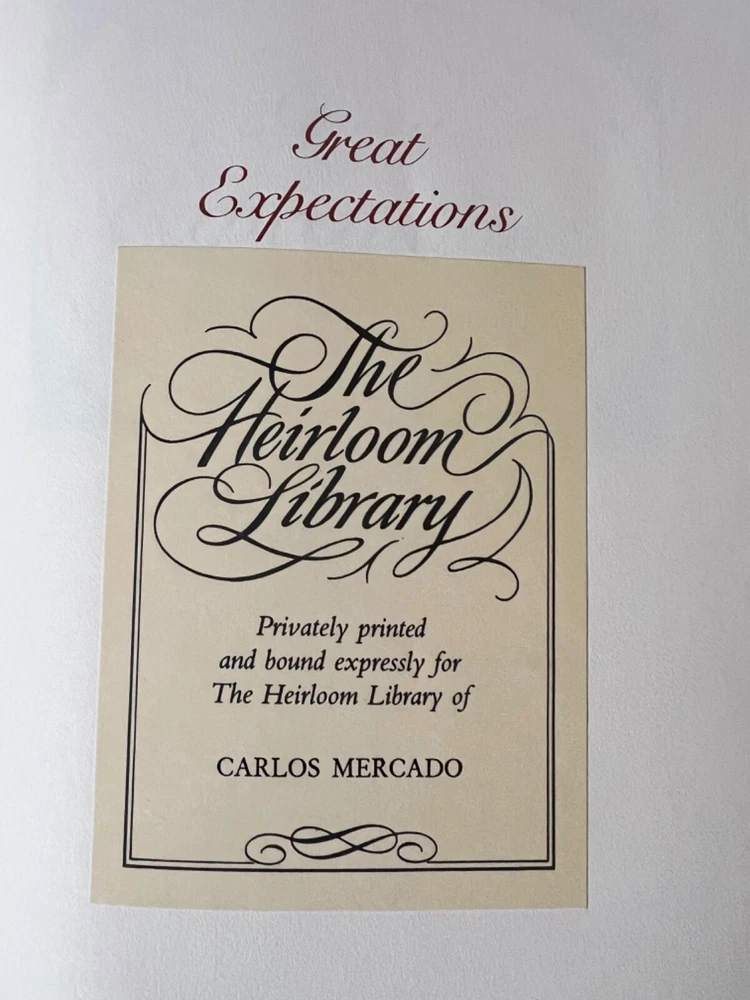 Great
Expectations
The
Heirloom
Library
Privately printed
and bound expressly for
The Heirloom Library of
CARLOS MERCADO